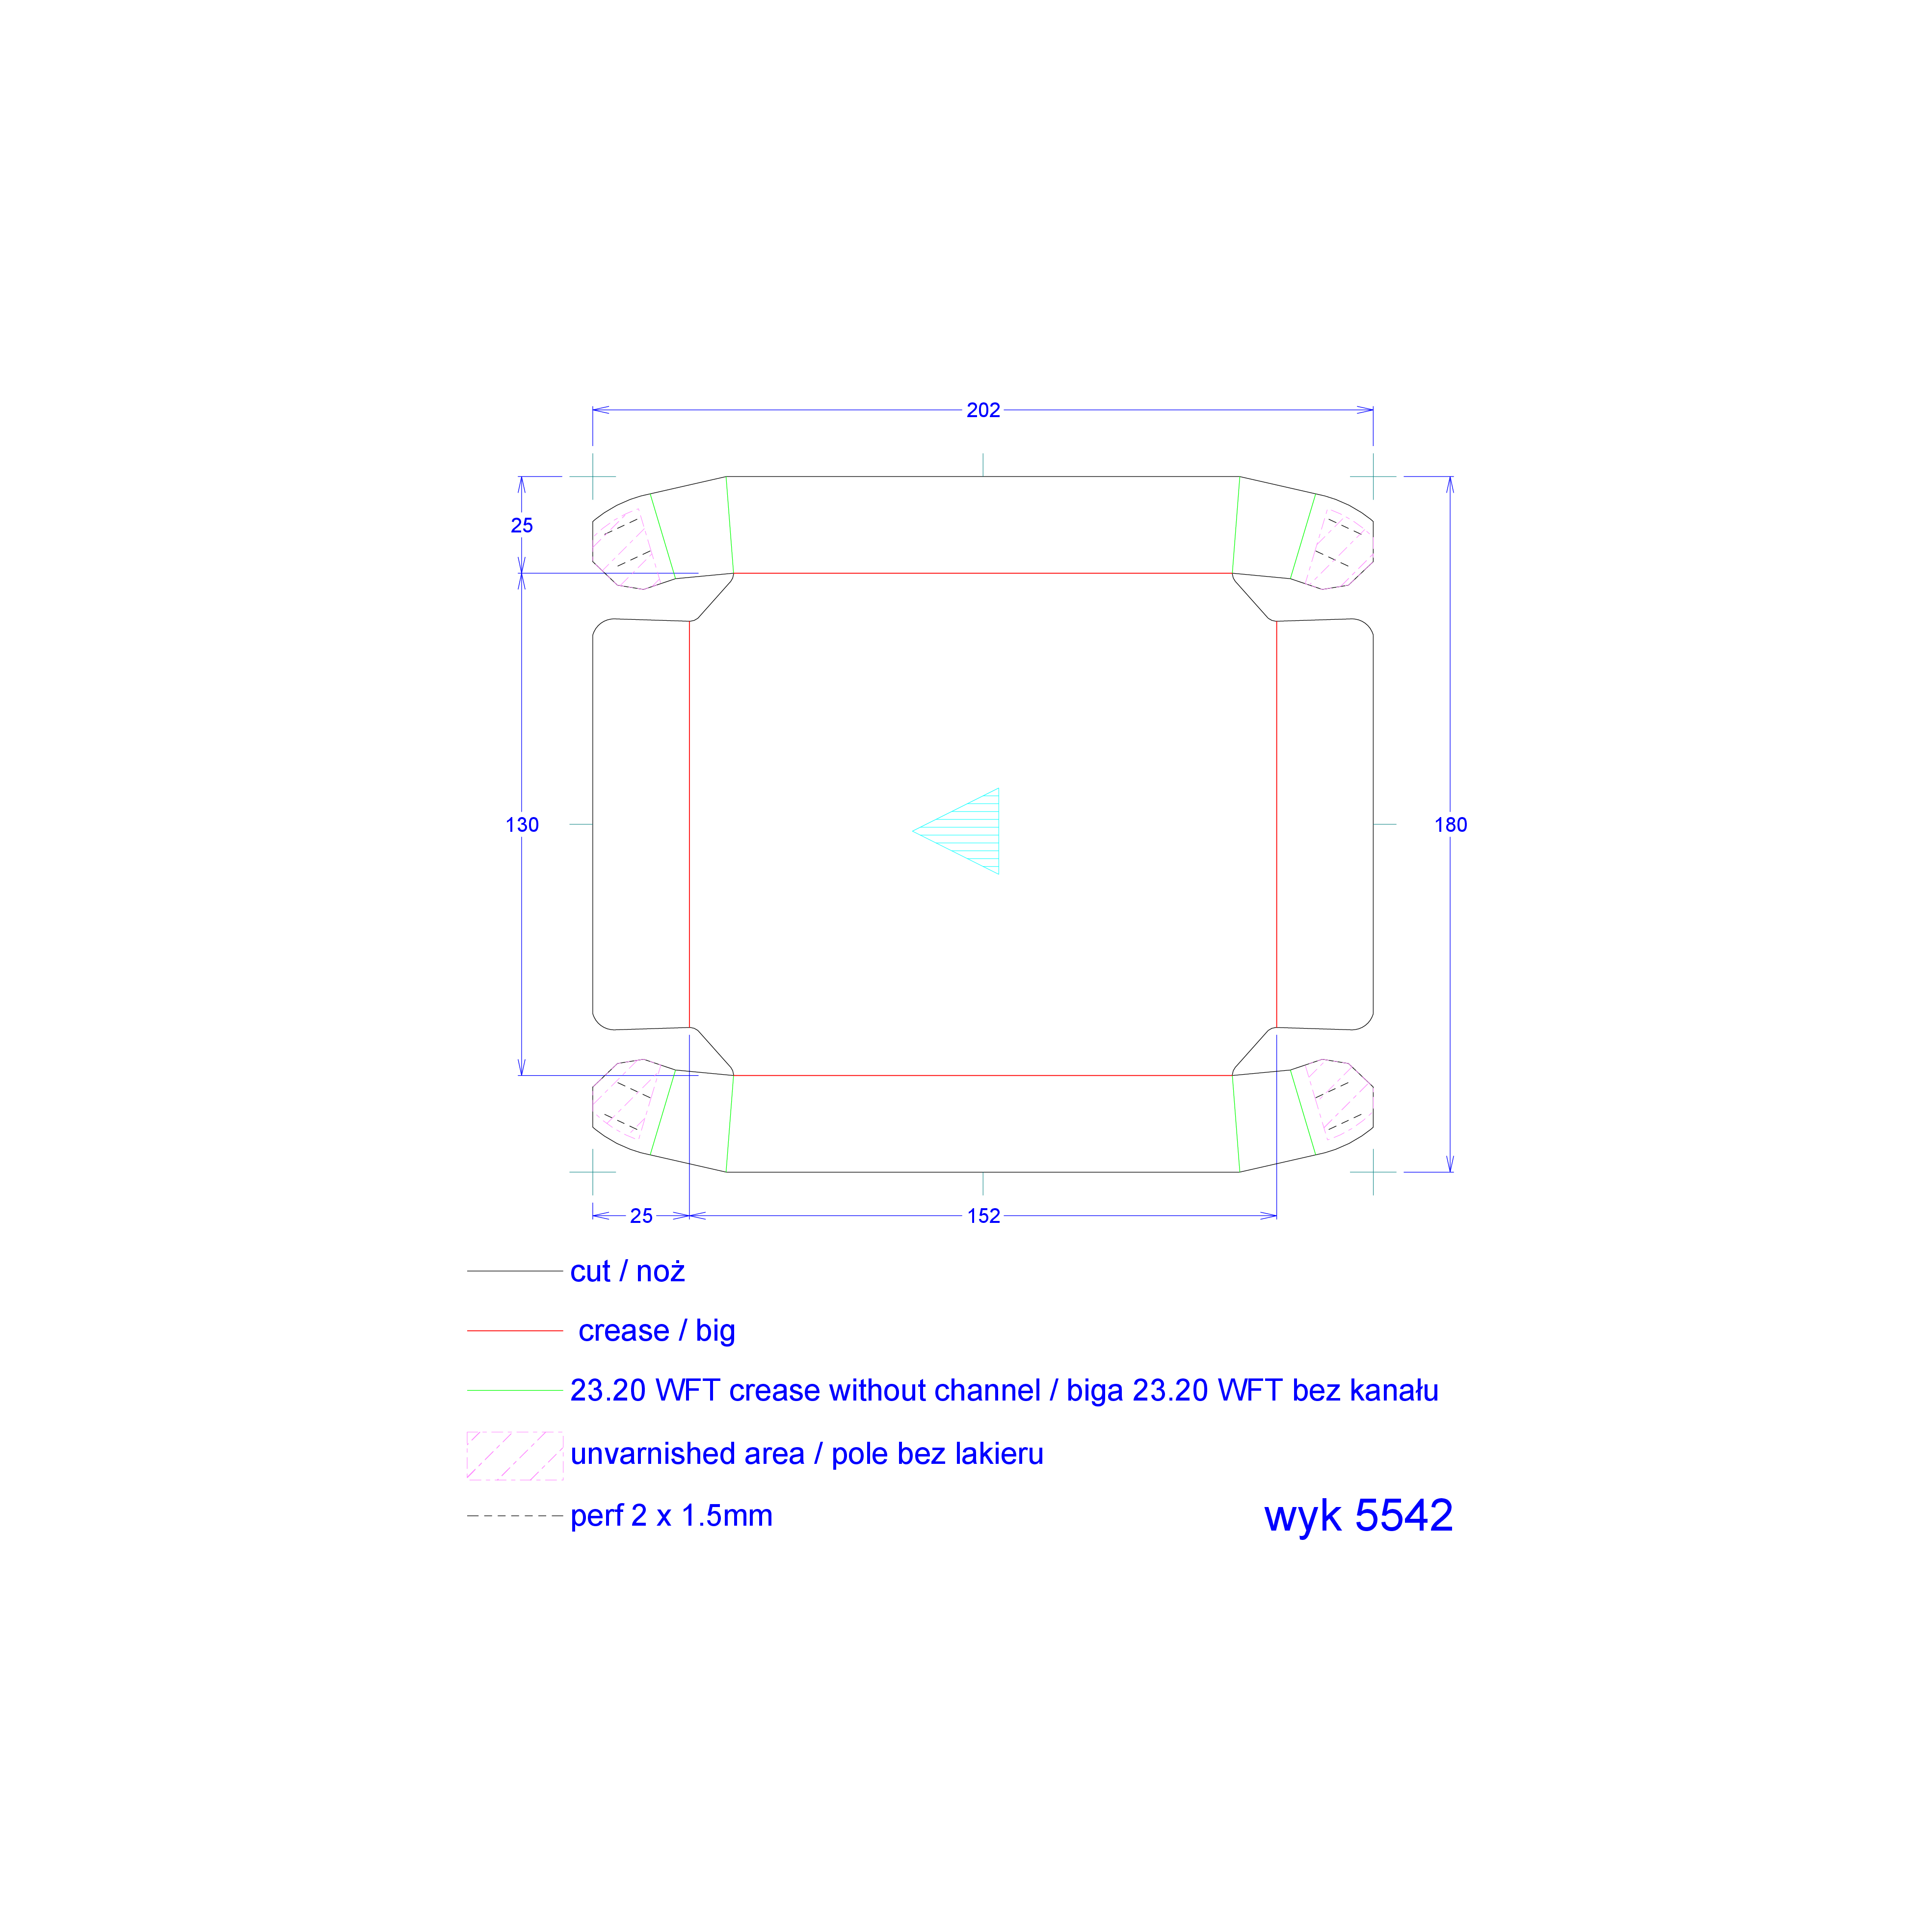 202
25
130
180
25
152
cut / noż
crease / big
23.20 WFT crease without channel / biga 23.20 WFT bez kanału
unvarnished area / pole bez lakieru
perf 2 x 1.5mm
wyk 5542